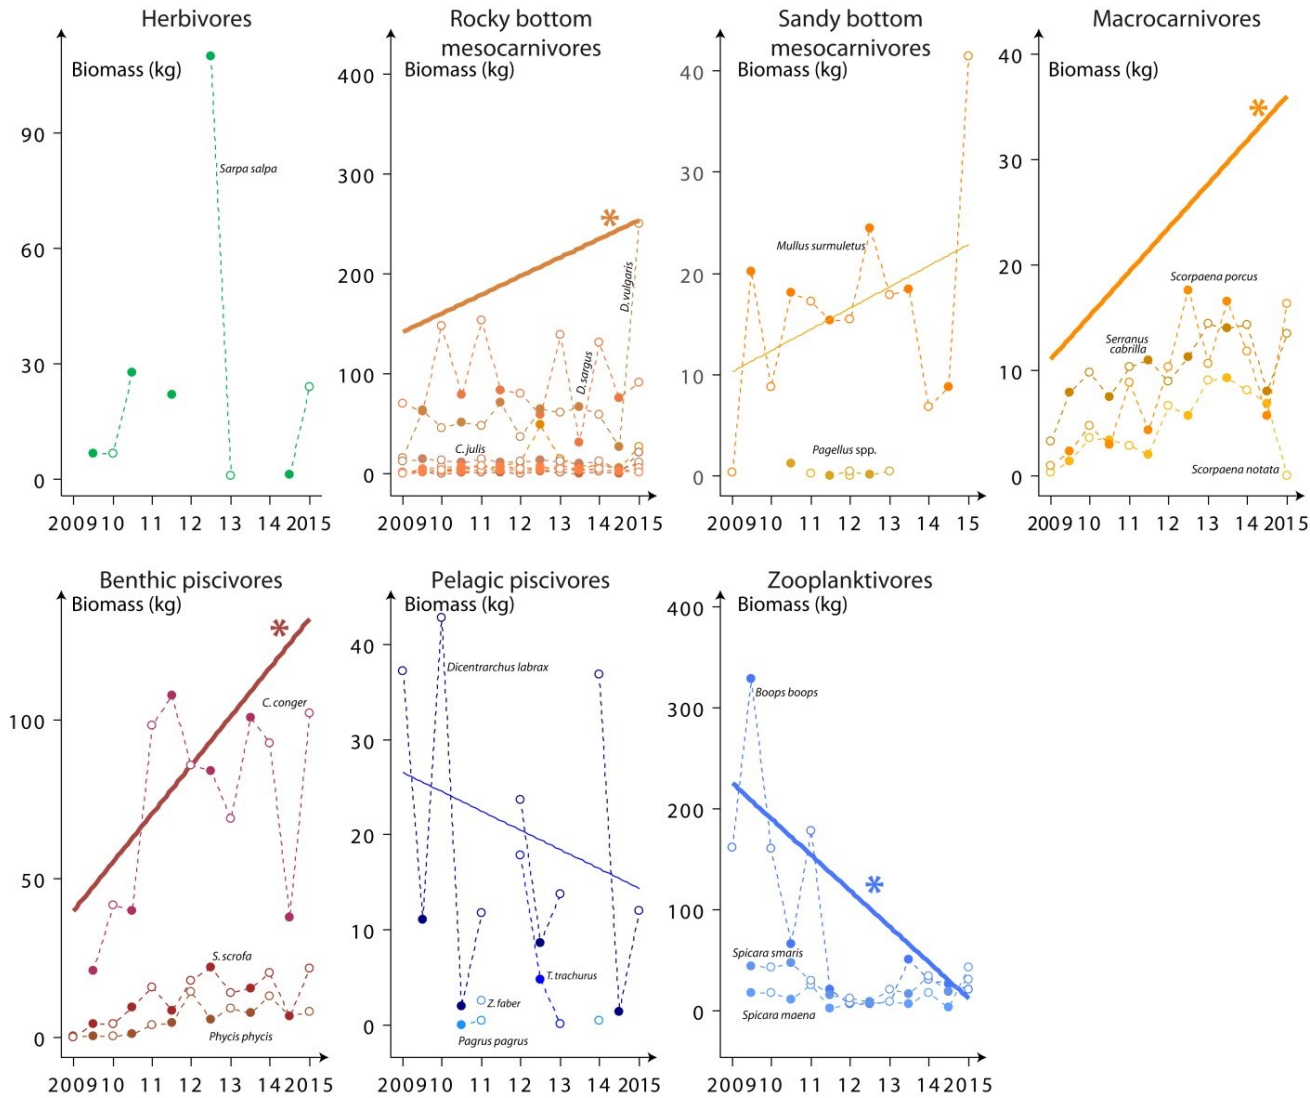 Herbivores
Biomass (kg)
90
60
30
0
Sarpa salpa
2009 10 11 12 13 14 2015
Rocky bottom
mesocarnivores
Biomass (kg)
400
300
200
100
0
*
D. vulgaris
D. sargus
C. julis
2009 10 11 12 13 14 2015
Sandy bottom
mesocarnivores
Biomass (kg)
40
30
20
10
0
Mullus surmuletus
Pagellus spp.
2009 10 11 12 13 14 15
Macrocarnivores
Biomass (kg)
40
30
20
10
0
*
Scorpaena porcus
Serranus
cabrilla
Scorpaena notata
2009 10 11 12 13 14 2015
Benthic piscivores
Biomass (kg)
100
50
0
*
C. conger
S. scrofa
Phycis phycis
2009 10 11 12 13 14 2015
Pelagic piscivores
Biomass (kg)
40
30
20
10
0
Dicentrarchus labrax
T. trachurus
Z. faber
Pagrus pagrus
2009 10 11 12 13 14 2015
Zooplanktivores
Biomass (kg)
400
300
200
100
0
Boops boops
*
Spicara smaris
Spicara maena
2009 10 11 12 13 14 2015